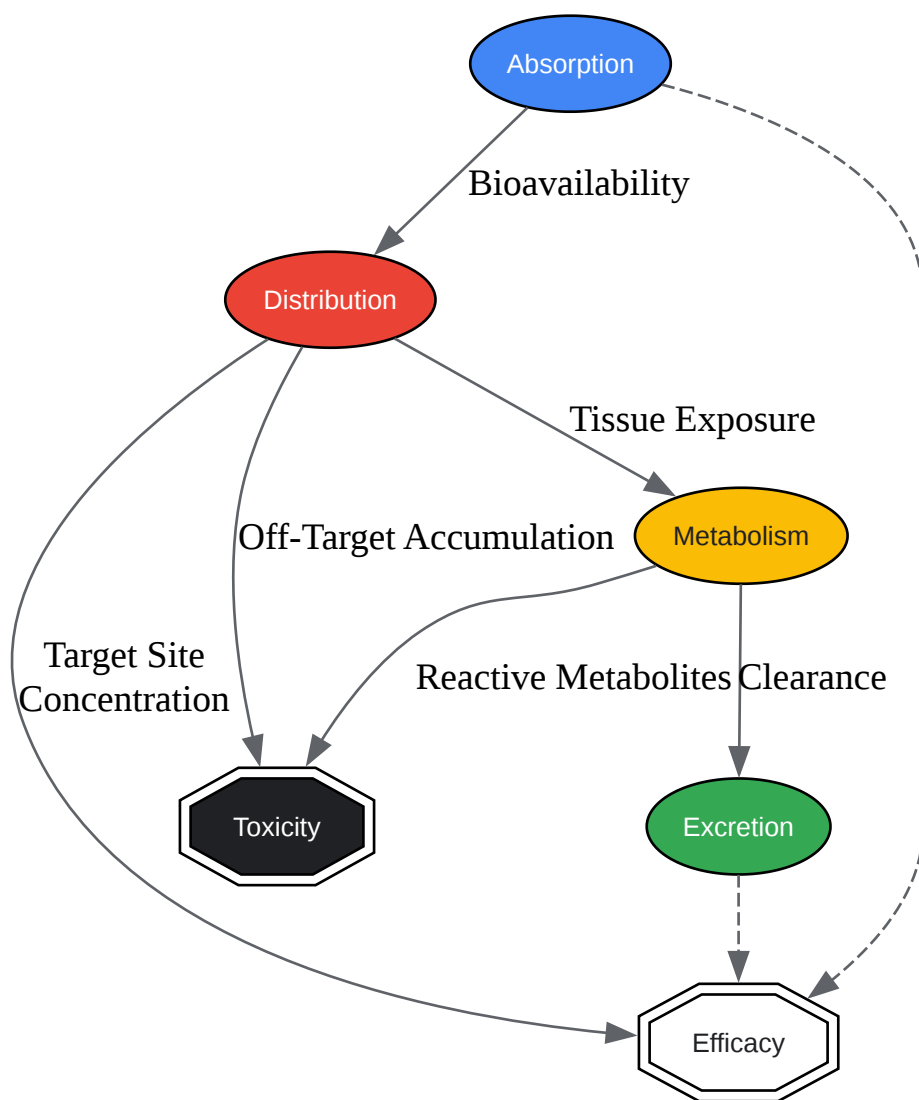 Absorption
Bioavailability
Distribution
Tissue Exposure
Off-Target Accumulation
Metabolism
Target Site
Concentration
Reactive Metabolites
Clearance
Toxicity
Excretion
Efficacy